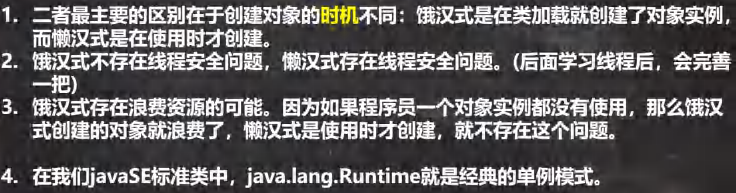 1. 二者最主要的区别在于创建对象的时机不同：饿汉式是在类加载就创建了对象实例，
而懒汉式是在使用时才创建。
2. 饿汉式不存在线程安全问题，懒汉式存在线程安全问题。(后面学习线程后，会完善
一把)
3. 饿汉式存在浪费资源的可能。因为如果程序员一个对象实例都没有使用，那么饿汉
式创建的对象就浪费了，懒汉式是使用时才创建，就不存在这个问题。
4. 在我们javaSE标准类中，java.lang.Runtime就是经典的单例模式。